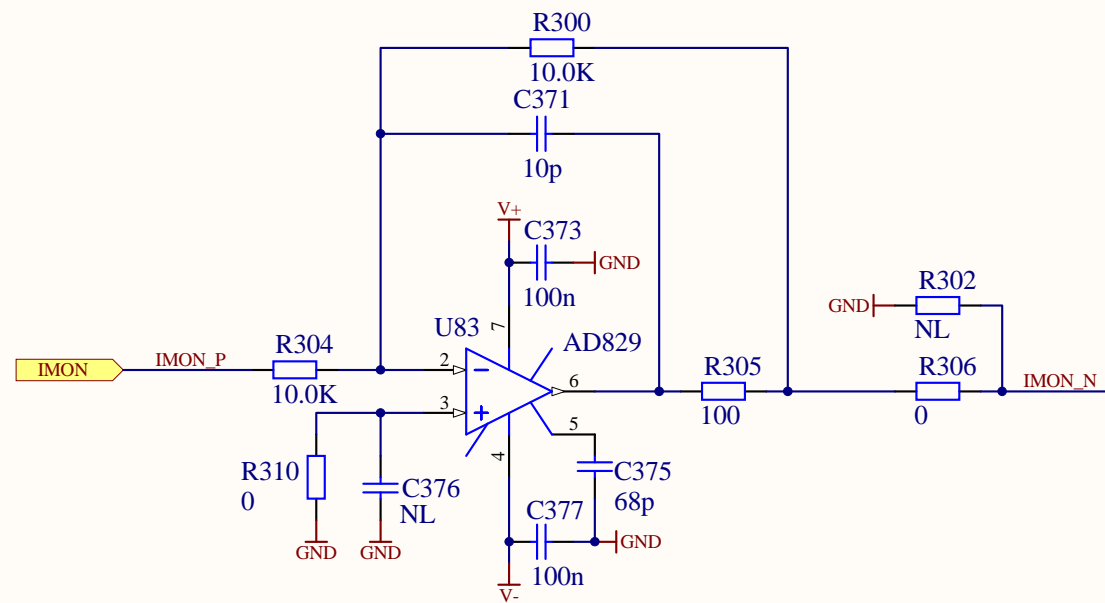 R300
10.0K
C371
10p
V+
C373
GND
100n
R302
GND
NL
U83
7
AD829
IMON
IMON_P
R304
10.0K
2
6
R305
100
R306
0
IMON_N
3
5
4
R310
0
C376
NL
C375
68p
C377
GND
GND
GND
100n
V-